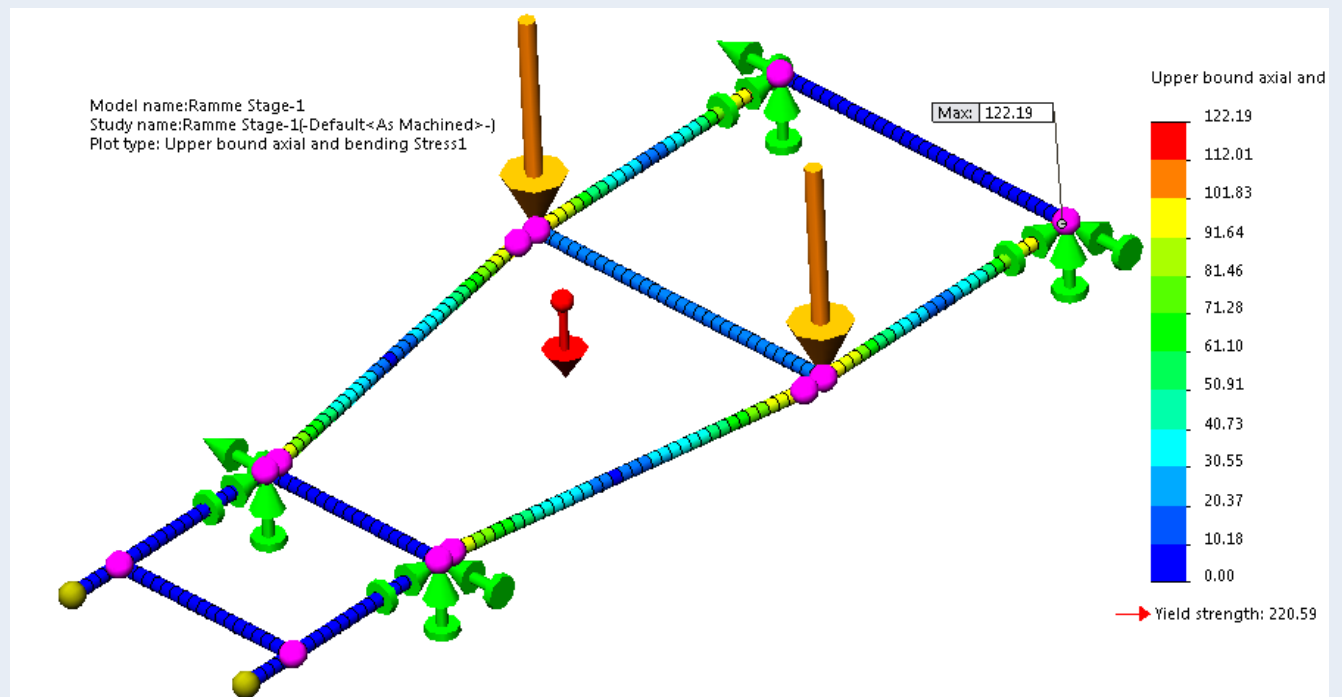 Model name:Ramme Stage-1
Study name:Ramme Stage-1(-Default<As Machined>-)
Plot type: Upper bound axial and bending Stress1
Max: 122.19
Upper bound axial and
122.19
112.01
101.83
91.64
81.46
71.28
61.10
50.91
40.73
30.55
20.37
10.18
0.00
Yield strength: 220.59